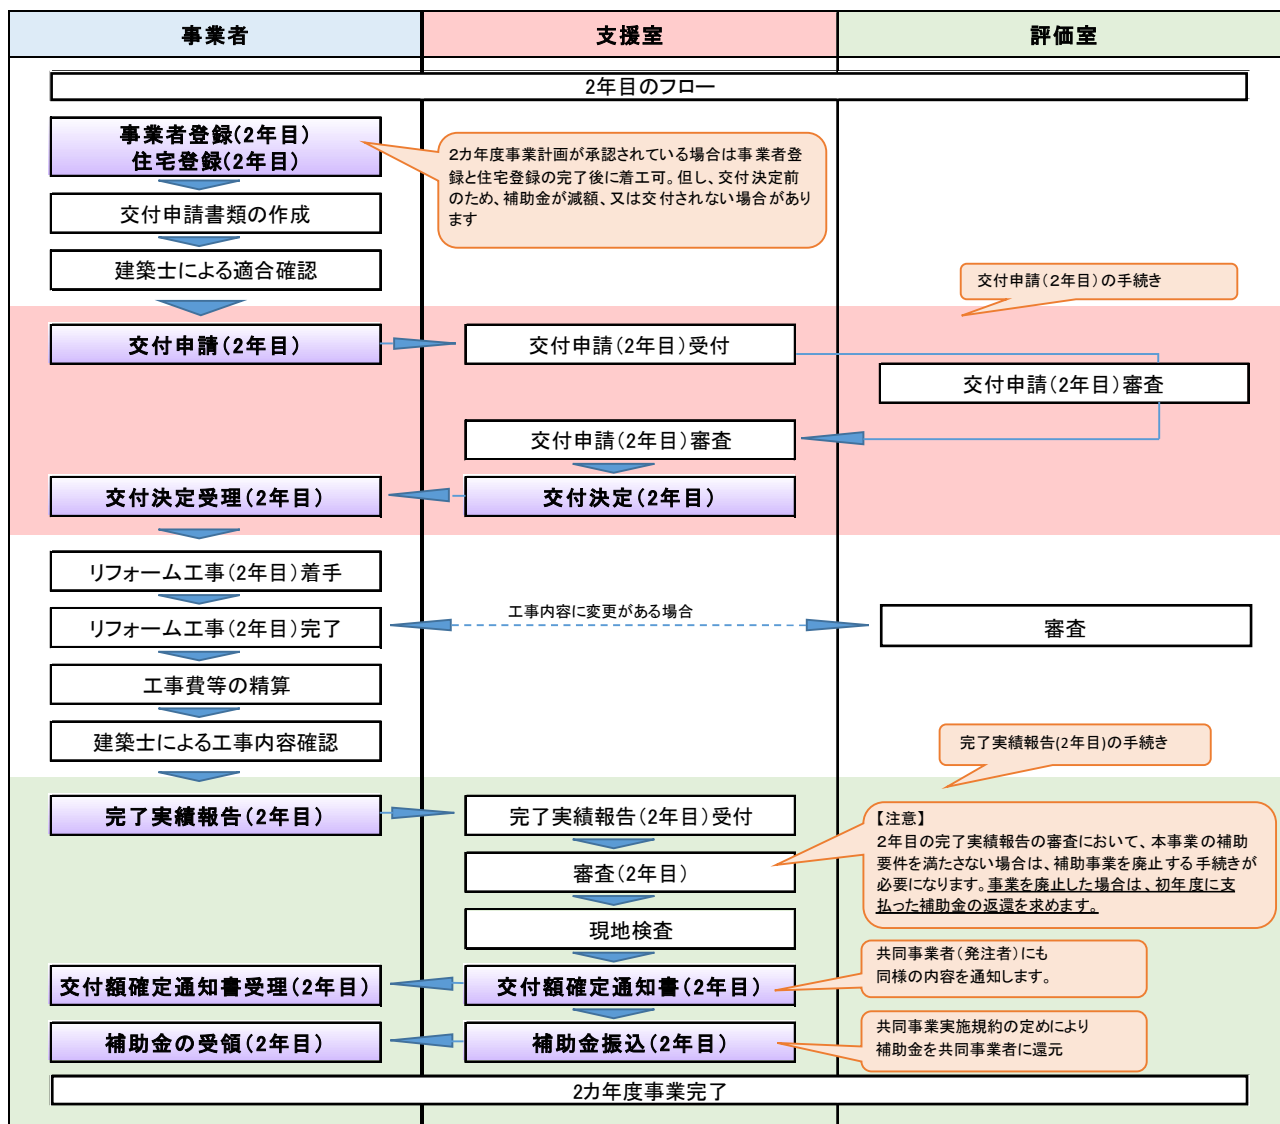 事業者
支援室
評価室
2年目のフロー
事業者登録(2年目)
住宅登録(2年目)
2カ年度事業計画が承認されている場合は事業者登
録と住宅登録の完了後に着工可。但し、交付決定前
のため、補助金が減額、又は交付されない場合があり
ます
交付申請書類の作成
建築士による適合確認
交付申請(2年目)の手続き
交付申請(2年目)
交付申請(2年目)受付
交付申請(2年目)審査
交付申請(2年目)審査
交付決定受理(2年目)
交付決定(2年目)
リフォーム工事(2年目)着手
工事内容に変更がある場合
リフォーム工事(2年目)完了
審査
工事費等の精算
建築士による工事内容確認
完了実績報告(2年目)の手続き
完了実績報告(2年目)
完了実績報告(2年目)受付
【注意】
2年目の完了実績報告の審査において、本事業の補助
要件を満たさない場合は、補助事業を廃止する手続きが
必要になります。事業を廃止した場合は、初年度に支
払った補助金の返還を求めます。
審査(2年目)
現地検査
共同事業者(発注者)にも
同様の内容を通知します。
交付額確定通知書受理(2年目)
交付額確定通知書(2年目)
共同事業実施規約の定めにより
補助金を共同事業者に還元
補助金の受領(2年目)
補助金振込(2年目)
2カ年度事業完了